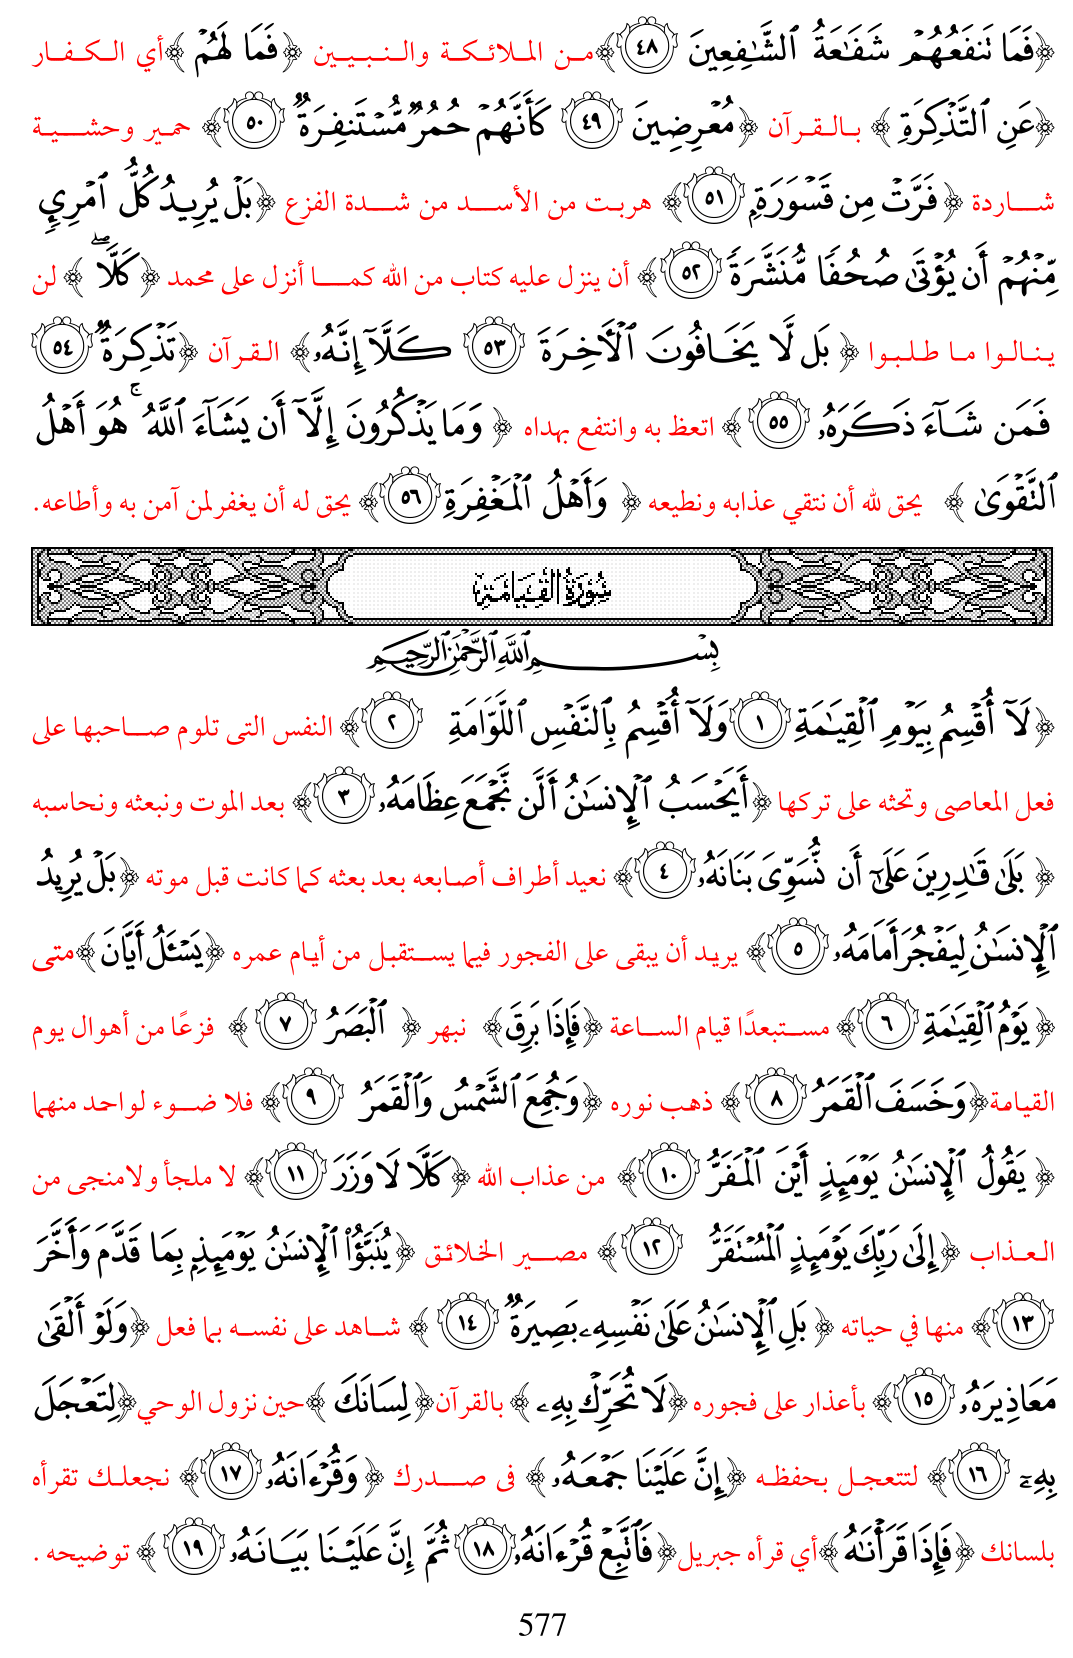 ﴿فَمَا تَنفَعُهُمْ شَفَـٰعَةُ ٱلشَّـٰفِعِينَ ٤٨﴾ من الملائكة والنبيين ﴿فَمَا لَهُمْ﴾ أي الكفار
﴿عَنِ ٱلتَّذْكِرَةِ﴾ بالقرآن ﴿مُعْرِضِينَ ٤٩ كَأَنَّهُمْ حُمُرٌ مُّسْتَنفِرَةٌ ٥٠﴾ حمير وحشية
شاردة ﴿فَرَّتْ مِن قَسْوَرَةٍ ٥١﴾ هربت من الأسد من شدة الفزع ﴿بَلْ يُرِيدُ كُلُّ ٱمْرِئٍ
مِّنْهُمْ أَن يُؤْتَىٰ صُحُفًا مُّنَشَّرَةً ٥٢﴾ أن ينزل عليه كتاب من الله كما أنزل على محمد ﴿كَلَّا ۖ﴾ لن
ينالوا ما طلبوا ﴿بَل لَّا يَخَافُونَ ٱلْـَٔاخِرَةَ ٥٣ كَلَّآ إِنَّهُۥ﴾ القرآن ﴿تَذْكِرَةٌ ٥٤
فَمَن شَآءَ ذَكَرَهُۥ ٥٥﴾ اتعظ به وانتفع بهداه ﴿وَمَا يَذْكُرُونَ إِلَّآ أَن يَشَآءَ ٱللَّهُ ۚ هُوَ أَهْلُ
ٱلتَّقْوَىٰ﴾ يحق لله أن نتقي عذابه ونطيعه ﴿وَأَهْلُ ٱلْمَغْفِرَةِ ٥٦﴾ يحق له أن يغفر لمن آمن به وأطاعه.
سُورَةُ القِيَامَةِ
بِسْمِ ٱللَّهِ ٱلرَّحْمَـٰنِ ٱلرَّحِيمِ
﴿لَآ أُقْسِمُ بِيَوْمِ ٱلْقِيَـٰمَةِ ١ وَلَآ أُقْسِمُ بِٱلنَّفْسِ ٱللَّوَّامَةِ ٢﴾ النفس التى تلوم صاحبها على
فعل المعاصى وتحثه على تركها ﴿أَيَحْسَبُ ٱلْإِنسَـٰنُ أَلَّن نَّجْمَعَ عِظَامَهُۥ ٣﴾ بعد الموت ونبعثه ونحاسبه
﴿بَلَىٰ قَـٰدِرِينَ عَلَىٰٓ أَن نُّسَوِّىَ بَنَانَهُۥ ٤﴾ نعيد أطراف أصابعه بعد بعثه كما كانت قبل موته ﴿بَلْ يُرِيدُ
ٱلْإِنسَـٰنُ لِيَفْجُرَ أَمَامَهُۥ ٥﴾ يريد أن يبقى على الفجور فيما يستقبل من أيام عمره ﴿يَسْـَٔلُ أَيَّانَ﴾ متى
﴿يَوْمُ ٱلْقِيَـٰمَةِ ٦﴾ مستبعدًا قيام الساعة ﴿فَإِذَا بَرِقَ﴾ نبهر ﴿ٱلْبَصَرُ ٧﴾ فزعًا من أهوال يوم
القيامة ﴿وَخَسَفَ ٱلْقَمَرُ ٨﴾ ذهب نوره ﴿وَجُمِعَ ٱلشَّمْسُ وَٱلْقَمَرُ ٩﴾ فلا ضوء لواحد منهما
﴿يَقُولُ ٱلْإِنسَـٰنُ يَوْمَئِذٍ أَيْنَ ٱلْمَفَرُّ ١٠﴾ من عذاب الله ﴿كَلَّا لَا وَزَرَ ١١﴾ لا ملجأ ولا منجى من
العذاب ﴿إِلَىٰ رَبِّكَ يَوْمَئِذٍ ٱلْمُسْتَقَرُّ ١٢﴾ مصير الخلائق ﴿يُنَبَّؤُا۟ ٱلْإِنسَـٰنُ يَوْمَئِذٍۭ بِمَا قَدَّمَ وَأَخَّرَ
١٣﴾ منها في حياته ﴿بَلِ ٱلْإِنسَـٰنُ عَلَىٰ نَفْسِهِۦ بَصِيرَةٌ ١٤﴾ شاهد على نفسه بما فعل ﴿وَلَوْ أَلْقَىٰ
مَعَاذِيرَهُۥ ١٥﴾ بأعذار على فجوره ﴿لَا تُحَرِّكْ بِهِۦ﴾ بالقرآن ﴿لِسَانَكَ﴾ حين نزول الوحي ﴿لِتَعْجَلَ
بِهِۦٓ ١٦﴾ لتتعجل بحفظه ﴿إِنَّ عَلَيْنَا جَمْعَهُۥ﴾ فى صدرك ﴿وَقُرْءَانَهُۥ ١٧﴾ نجعلك تقرأه
بلسانك ﴿فَإِذَا قَرَأْنَـٰهُ﴾ أي قرأه جبريل ﴿فَٱتَّبِعْ قُرْءَانَهُۥ ١٨ ثُمَّ إِنَّ عَلَيْنَا بَيَانَهُۥ ١٩﴾ توضيحه .
577